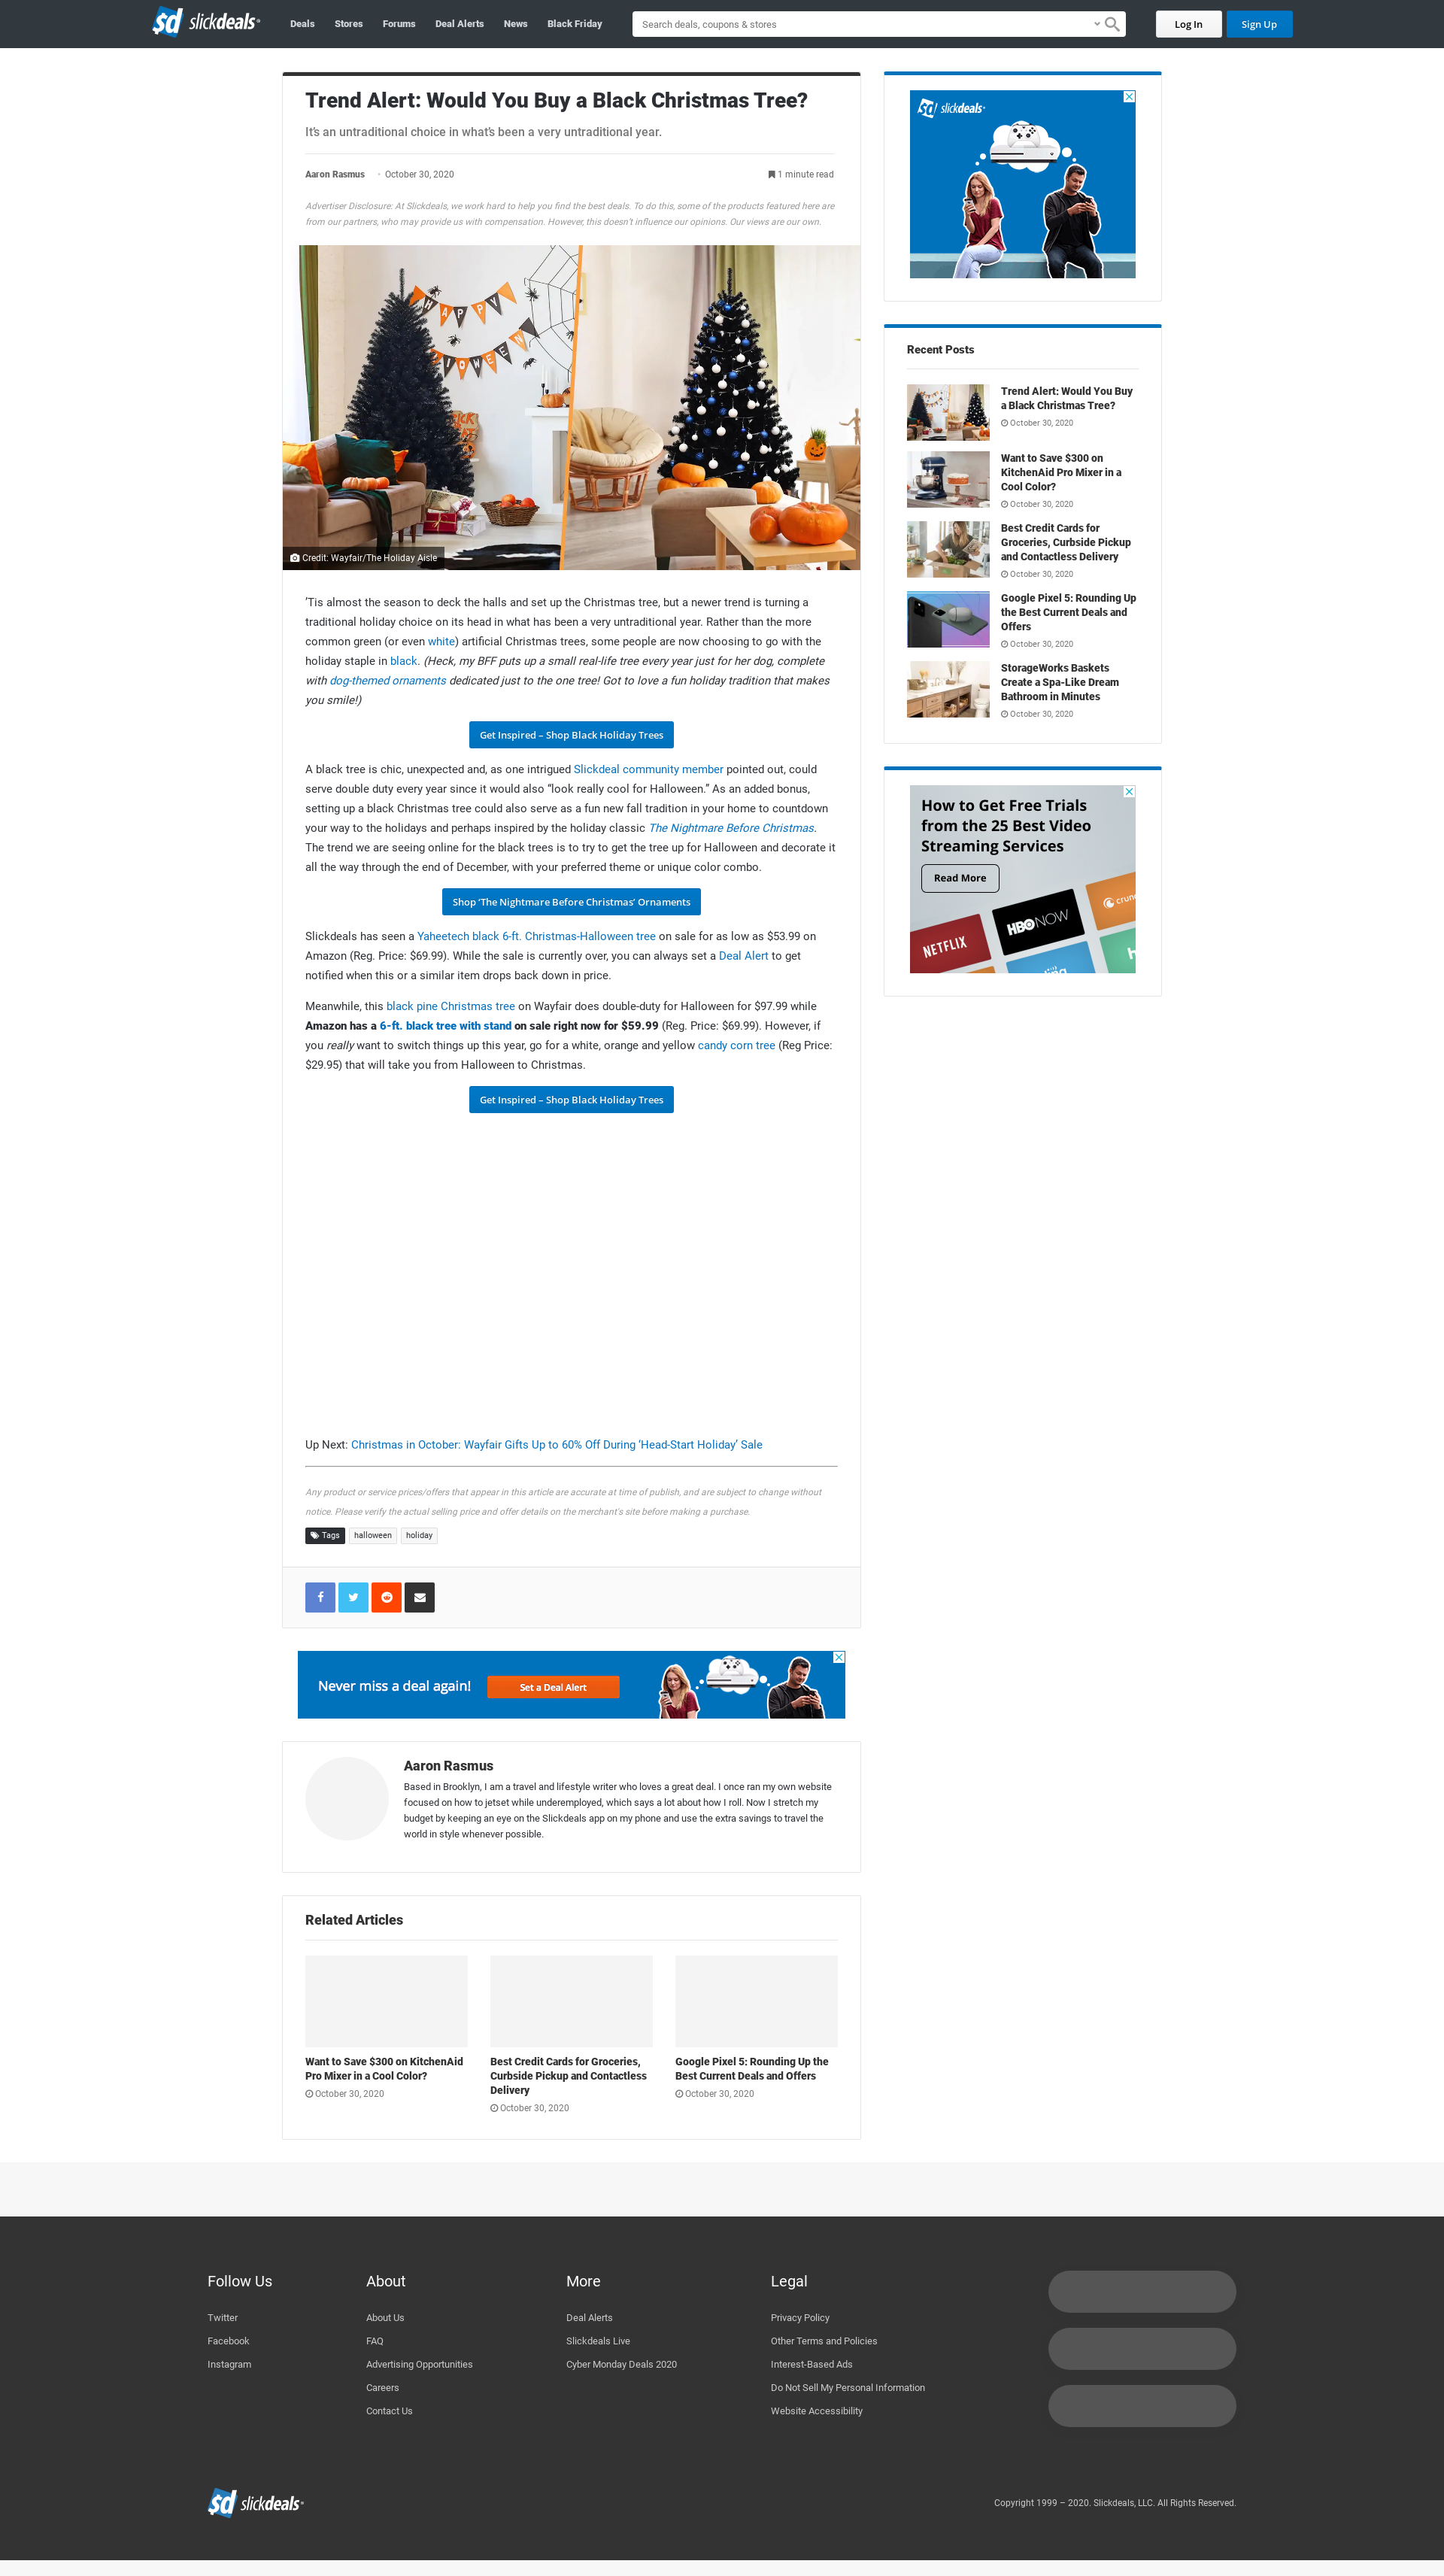 slickdeals
Deals
Stores
Forums
Deal Alerts
News
Black Friday
Search deals, coupons & stores
Log In
Sign Up
Trend Alert: Would You Buy a Black Christmas Tree?
It's an untraditional choice in what's been a very untraditional year.
Aaron Rasmus · October 30, 2020
1 minute read
Advertiser Disclosure: At Slickdeals, we work hard to help you find the best deals. To do this, some of the products featured here are
from our partners, who may provide us with compensation. However, this doesn't influence our opinions. Our views are our own.
HAPPY
Credit: Wayfair/The Holiday Aisle
'Tis almost the season to deck the halls and set up the Christmas tree, but a newer trend is turning a
traditional holiday choice on its head in what has been a very untraditional year. Rather than the more
common green (or even white) artificial Christmas trees, some people are now choosing to go with the
holiday staple in black. (Heck, my BFF puts up a small real-life tree every year just for her dog, complete
with dog-themed ornaments dedicated just to the one tree! Got to love a fun holiday tradition that makes
you smile!)
Get Inspired – Shop Black Holiday Trees
A black tree is chic, unexpected and, as one intrigued Slickdeal community member pointed out, could
serve double duty every year since it would also “look really cool for Halloween.” As an added bonus,
setting up a black Christmas tree could also serve as a fun new fall tradition in your home to countdown
your way to the holidays and perhaps inspired by the holiday classic The Nightmare Before Christmas.
The trend we are seeing online for the black trees is to try to get the tree up for Halloween and decorate it
all the way through the end of December, with your preferred theme or unique color combo.
Shop ‘The Nightmare Before Christmas’ Ornaments
Slickdeals has seen a Yaheetech black 6-ft. Christmas-Halloween tree on sale for as low as $53.99 on
Amazon (Reg. Price: $69.99). While the sale is currently over, you can always set a Deal Alert to get
notified when this or a similar item drops back down in price.
Meanwhile, this black pine Christmas tree on Wayfair does double-duty for Halloween for $97.99 while
Amazon has a 6-ft. black tree with stand on sale right now for $59.99 (Reg. Price: $69.99). However, if
you really want to switch things up this year, go for a white, orange and yellow candy corn tree (Reg Price:
$29.95) that will take you from Halloween to Christmas.
Get Inspired – Shop Black Holiday Trees
Up Next: Christmas in October: Wayfair Gifts Up to 60% Off During ‘Head-Start Holiday’ Sale
Any product or service prices/offers that appear in this article are accurate at time of publish, and are subject to change without
notice. Please verify the actual selling price and offer details on the merchant's site before making a purchase.
Tags
halloween
holiday
Never miss a deal again!
Set a Deal Alert
Aaron Rasmus
Based in Brooklyn, I am a travel and lifestyle writer who loves a great deal. I once ran my own website
focused on how to jetset while underemployed, which says a lot about how I roll. Now I stretch my
budget by keeping an eye on the Slickdeals app on my phone and use the extra savings to travel the
world in style whenever possible.
Related Articles
Want to Save $300 on KitchenAid
Pro Mixer in a Cool Color?
October 30, 2020
Best Credit Cards for Groceries,
Curbside Pickup and Contactless
Delivery
October 30, 2020
Google Pixel 5: Rounding Up the
Best Current Deals and Offers
October 30, 2020
slickdeals
Recent Posts
Trend Alert: Would You Buy
a Black Christmas Tree?
October 30, 2020
Want to Save $300 on
KitchenAid Pro Mixer in a
Cool Color?
October 30, 2020
Best Credit Cards for
Groceries, Curbside Pickup
and Contactless Delivery
October 30, 2020
Google Pixel 5: Rounding Up
the Best Current Deals and
Offers
October 30, 2020
StorageWorks Baskets
Create a Spa-Like Dream
Bathroom in Minutes
October 30, 2020
How to Get Free Trials
from the 25 Best Video
Streaming Services
Read More
NETFLIX
HBO NOW
Follow Us
Twitter
Facebook
Instagram
About
About Us
FAQ
Advertising Opportunities
Careers
Contact Us
More
Deal Alerts
Slickdeals Live
Cyber Monday Deals 2020
Legal
Privacy Policy
Other Terms and Policies
Interest-Based Ads
Do Not Sell My Personal Information
Website Accessibility
slickdeals
Copyright 1999 – 2020. Slickdeals, LLC. All Rights Reserved.